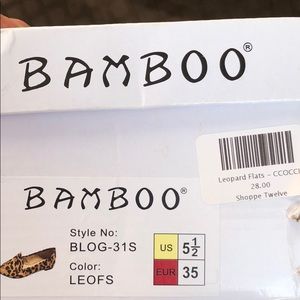 BAMBOO®
Leopard Flats - CCOCCI
28.00
Shoppe Twelve
BAMBOO®
Style No:
BLOG-31S
Color:
LEOFS
US 5½
EUR 35